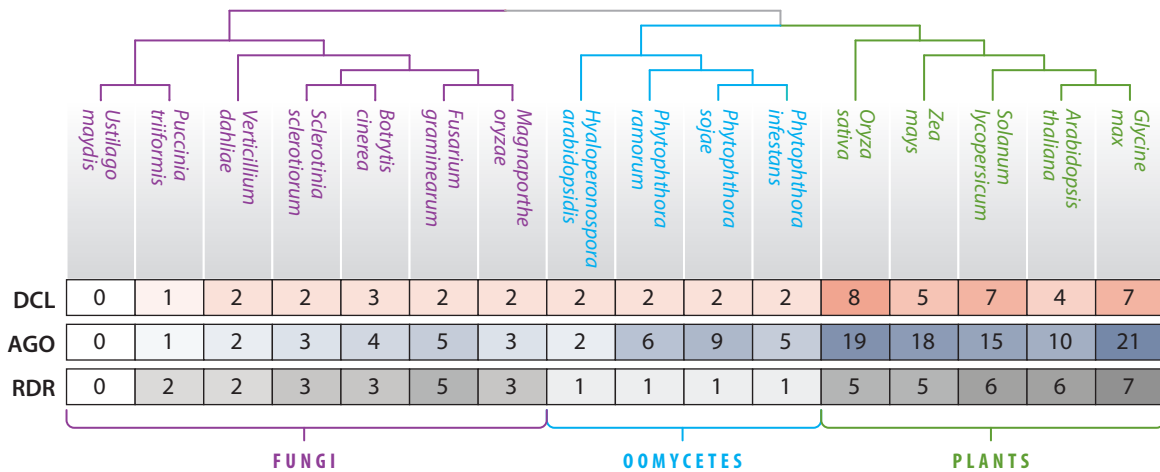 Ustilago
maydis
Puccinia
triiformis
Verticillium
dahliae
Sclerotinia
sclerotiorum
Botrytis
cinerea
Fusarium
graminearum
Magnaporthe
oryzae
Hyaloperonospora
arabidopsidis
Phytophthora
ramorum
Phytophthora
sojae
Phytophthora
infestans
Oryza
sativa
Zea
mays
Solanum
lycopersicum
Arabidopsis
thaliana
Glycine
max
DCL 0 1 2 2 3 2 2 2 2 2 2 8 5 7 4 7
AGO 0 1 2 3 4 5 3 2 6 9 5 19 18 15 10 21
RDR 0 2 2 3 3 5 3 1 1 1 1 5 5 6 6 7
FUNGI OOMYCETES PLANTS